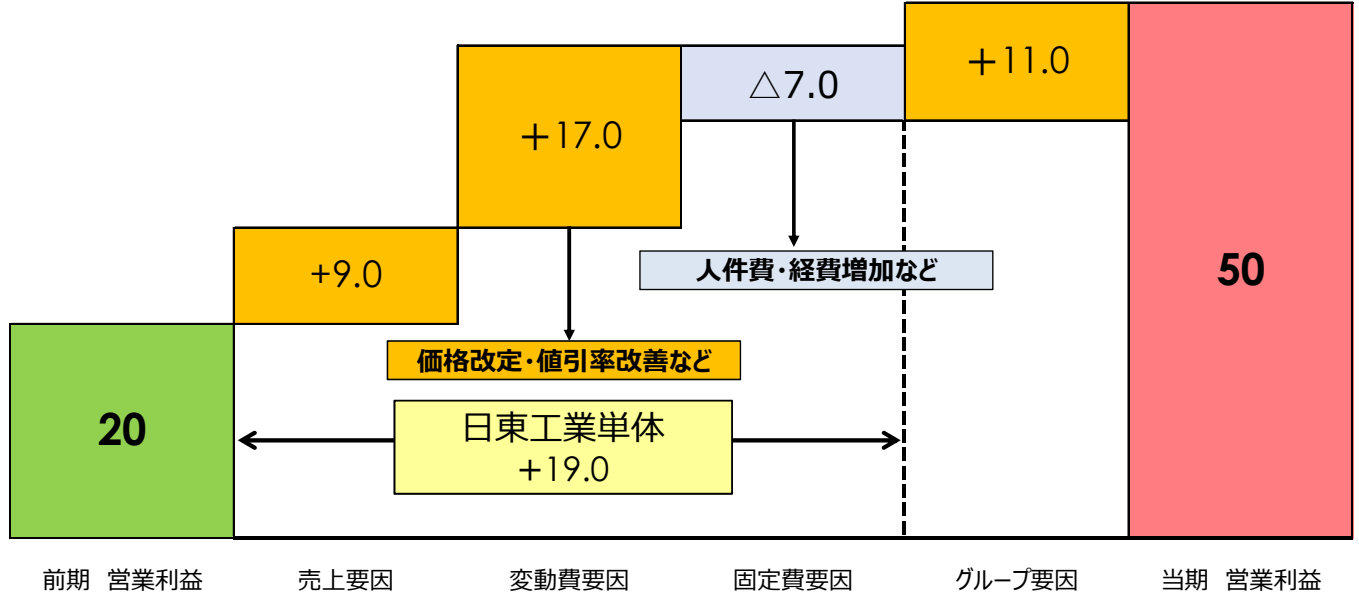 ＋11.0
△7.0
＋17.0
+9.0
人件費・経費増加など
50
価格改定・値引率改善など
20
日東工業単体
+19.0
前期 営業利益
売上要因
変動費要因
固定費要因
グループ要因
当期 営業利益